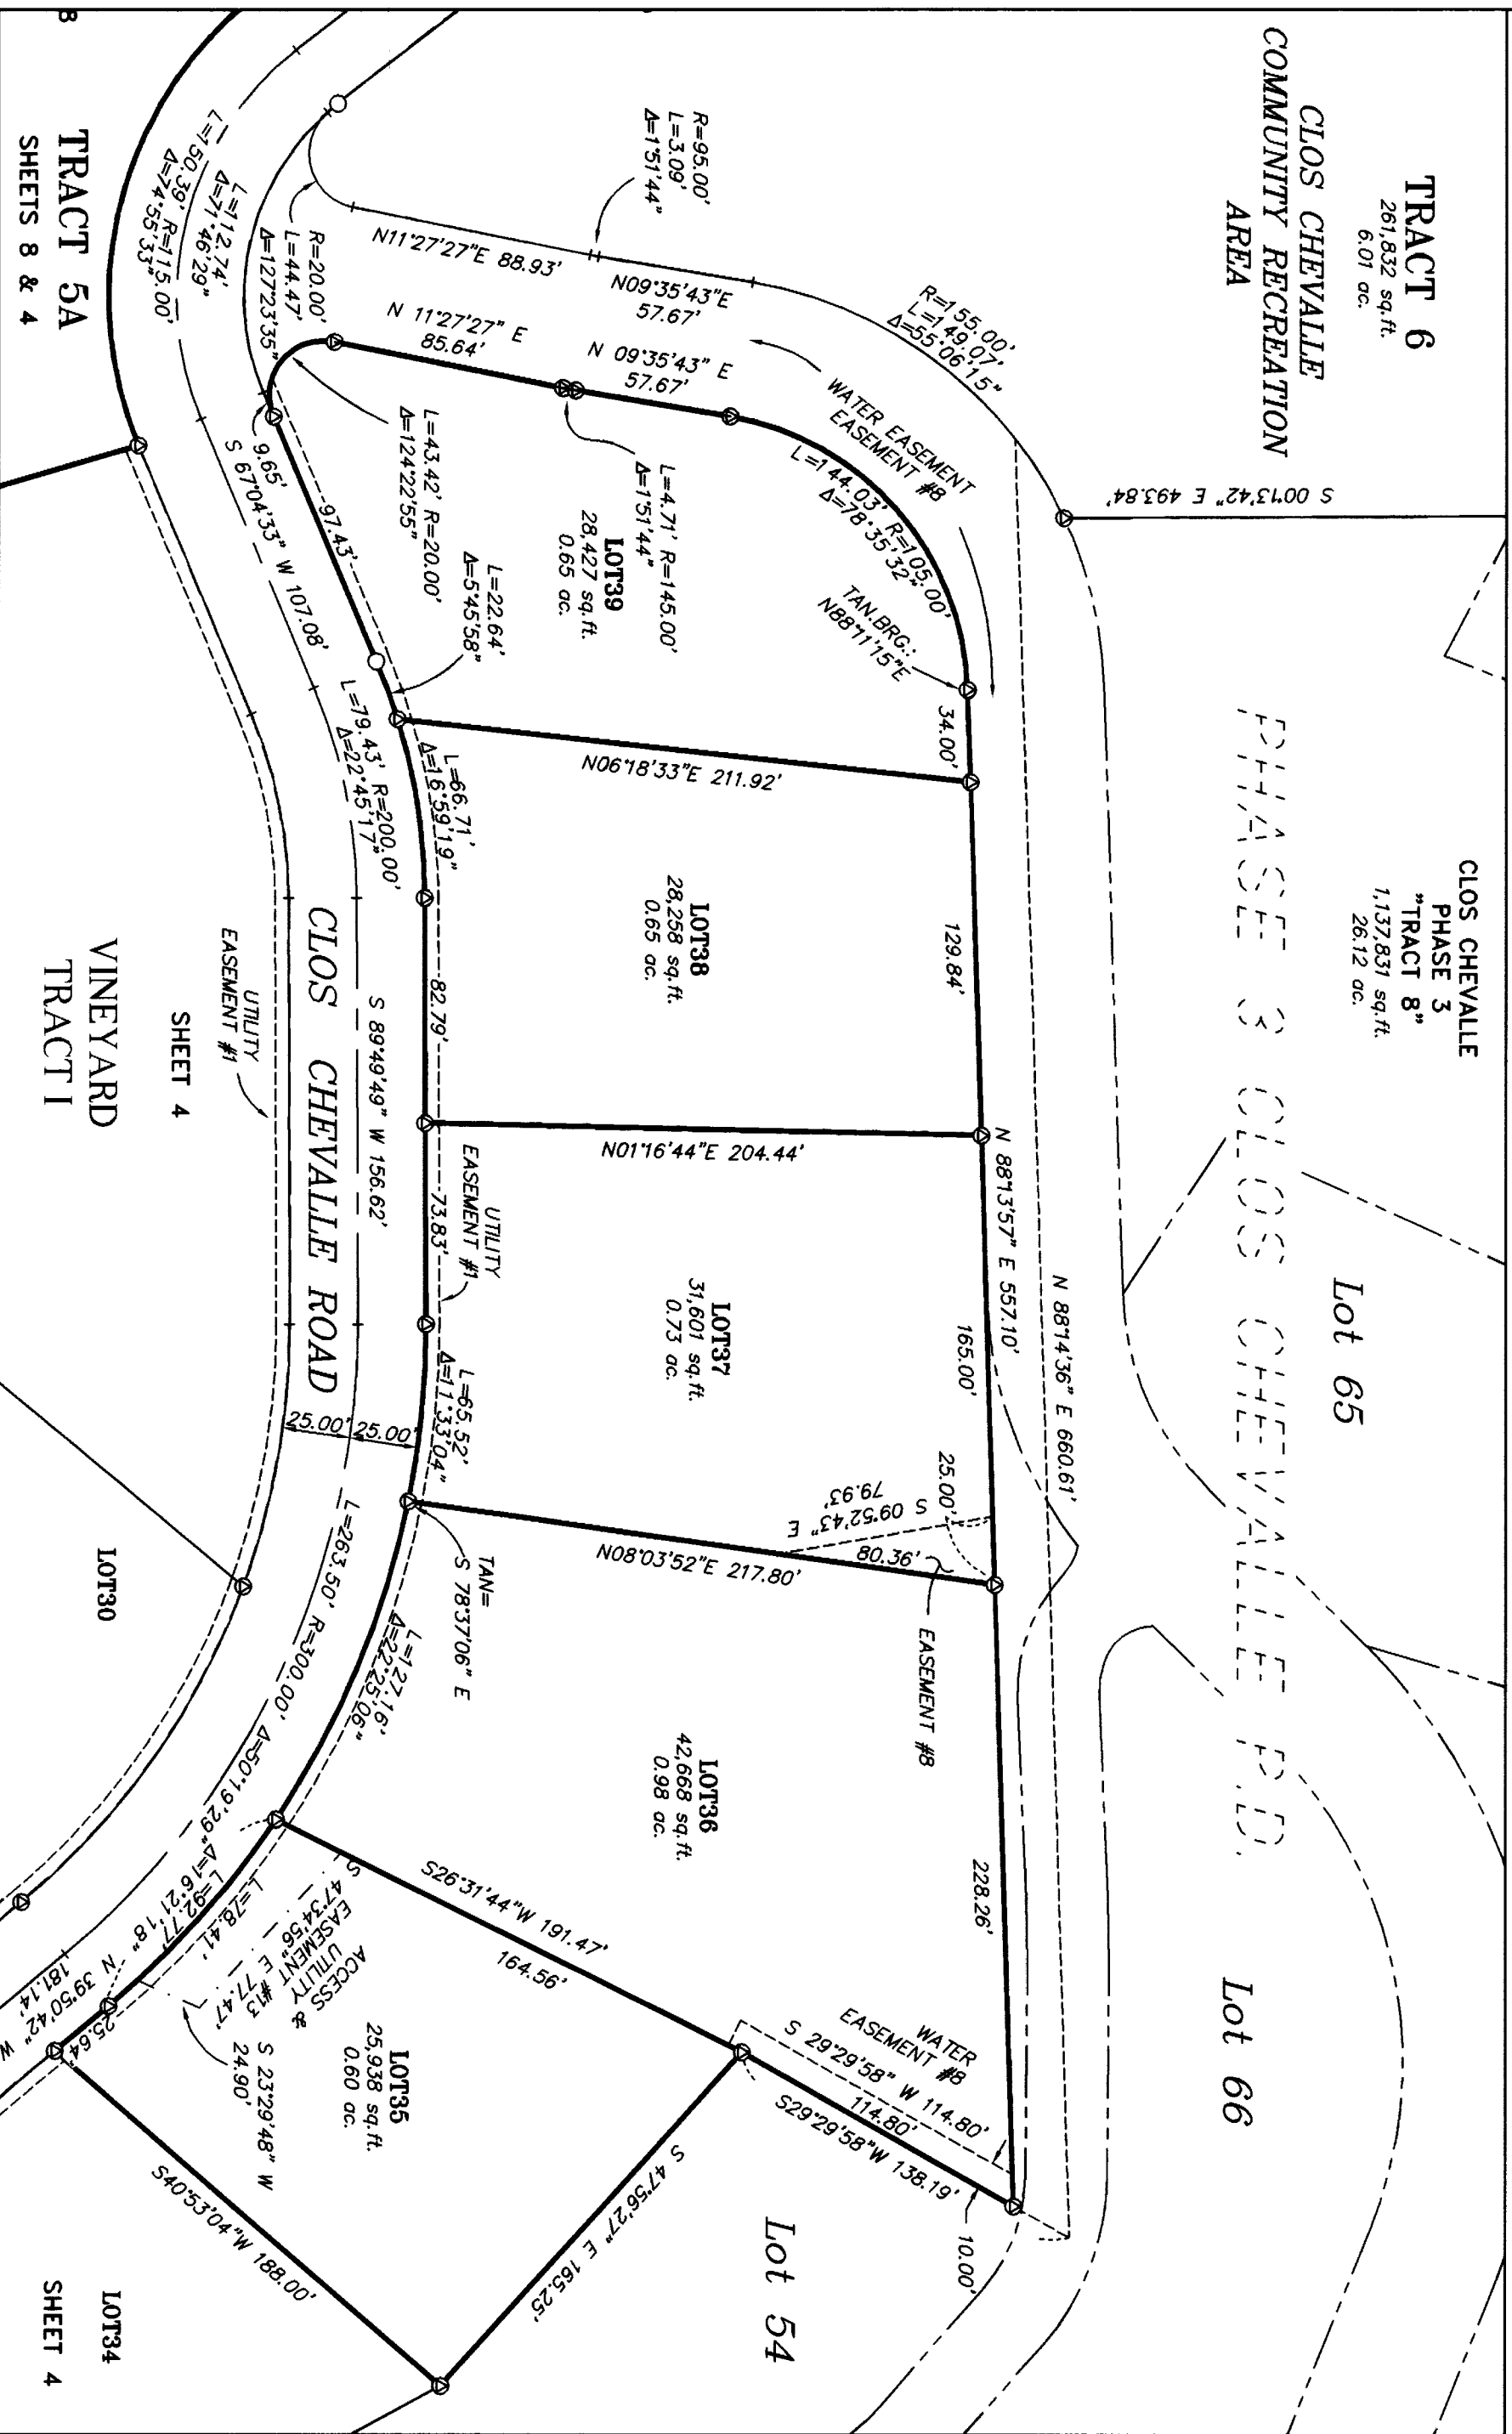 TRACT 6
261,832 sq.ft.
6.01 ac.
CLOS CHEVALLE
COMMUNITY RECREATION
AREA
S 00°13'42" E 493.84'
CLOS CHEVALLE
PHASE 3
"TRACT 8"
1,137,831 sq.ft.
26.12 ac.
PHASE 3 CLOS CHEVALLE P.D.
Lot 65
Lot 66
Lot 54
R=95.00'
L=3.09'
Δ=1°51'44"
N11°27'27"E 88.93'
N09°35'43"E
57.67'
R=155.00'
L=149.07'
Δ=55°06'15"
WATER EASEMENT
EASEMENT #8
N 11°27'27" E
85.64'
N 09°35'43" E
57.67'
L=144.03' R=105.00'
Δ=78°35'32"
TAN.BRG.:
N88°11'15"E
34.00'
R=20.00'
L=44.47'
Δ=127°23'35"
L=112.74'
Δ=71°46'29"
L=150.39' R=115.00'
Δ=74°55'33"
TRACT 5A
SHEETS 8 & 4
8
L=43.42' R=20.00'
Δ=124°22'55"
L=4.71' R=145.00'
Δ=1°51'44"
LOT39
28,427 sq.ft.
0.65 ac.
L=22.64'
Δ=5°45'58"
9.65'
97.43'
S 67°04'33" W 107.08'
N06°18'33"E 211.92'
L=66.71'
Δ=16°59'19"
L=79.43' R=200.00'
Δ=22°45'17"
LOT38
28,258 sq.ft.
0.65 ac.
129.84'
82.79'
N01°16'44"E 204.44'
N 88°13'57" E 557.10'
N 88°14'36" E 660.61'
165.00'
LOT37
31,601 sq.ft.
0.73 ac.
UTILITY
EASEMENT #1
73.83'
L=65.52'
Δ=11°33'04"
S 89°49'49" W 156.62'
CLOS CHEVALLE ROAD
25.00'
25.00'
UTILITY
EASEMENT #1
SHEET 4
VINEYARD
TRACT I
LOT30
25.00'
S 09°52'43" E
79.93'
80.36'
N08°03'52"E 217.80'
EASEMENT #8
TAN=
S 78°37'06" E
L=127.16'
Δ=22°25'06"
L=263.50' R=300.00' Δ=50°19'29"
LOT36
42,668 sq.ft.
0.98 ac.
228.26'
S26°31'44"W 191.47'
164.56'
WATER
EASEMENT #8
S 29°29'58" W 114.80'
114.80'
S29°29'58"W 138.19'
10.00'
S 47°34'56" E 77.47'
ACCESS
UTILITY &
EASEMENT #13
L=78.41'
L=92.77'
Δ=16°21'18"
N 39°50'42" W
181.14'
25.64'
LOT35
25,938 sq.ft.
0.60 ac.
S 23°29'48" W
24.90'
S 47°56'27" E 165.25'
S40°53'04"W 188.00'
LOT34
SHEET 4